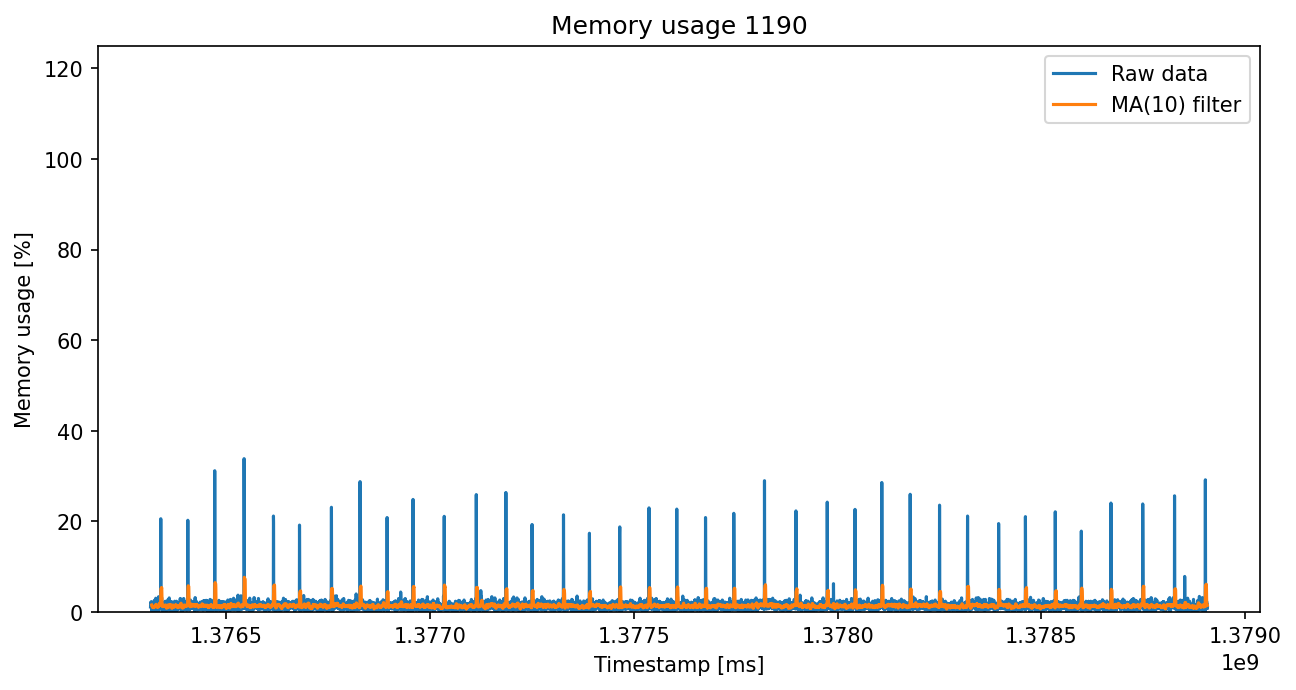 Memory usage 1190
Raw data
MA(10) filter
Memory usage [%]
120
100
80
60
40
20
0
1.3765 1.3770 1.3775 1.3780 1.3785 1.3790
1e9
Timestamp [ms]